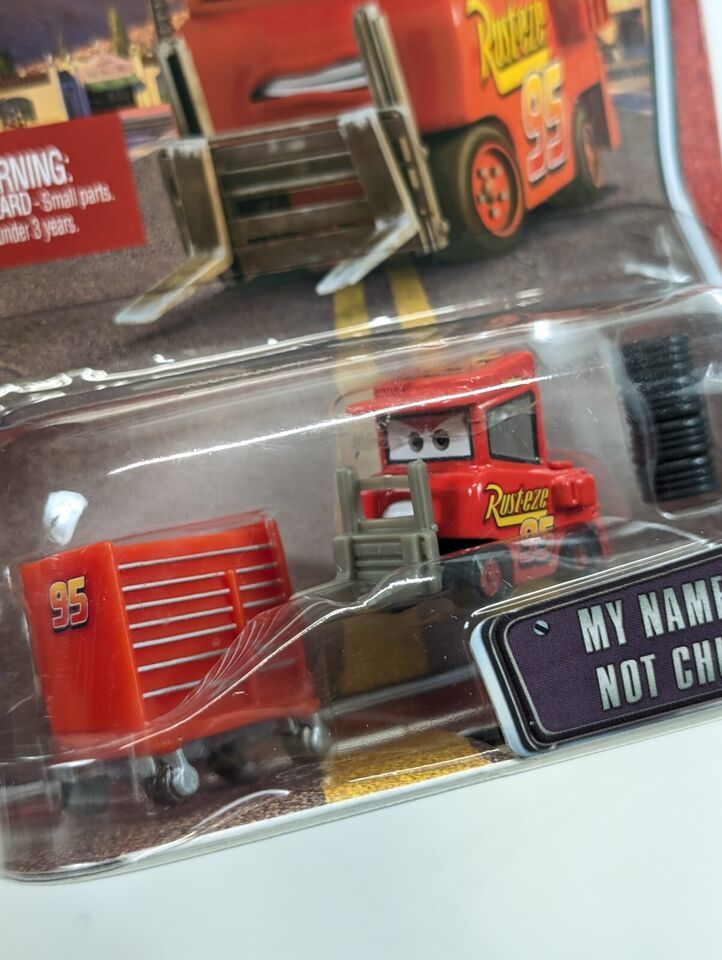 Rusteze
95
RNING:
ARD - Small parts.
under 3 years.
Rusteze
95
95
MY NAME
NOT CH